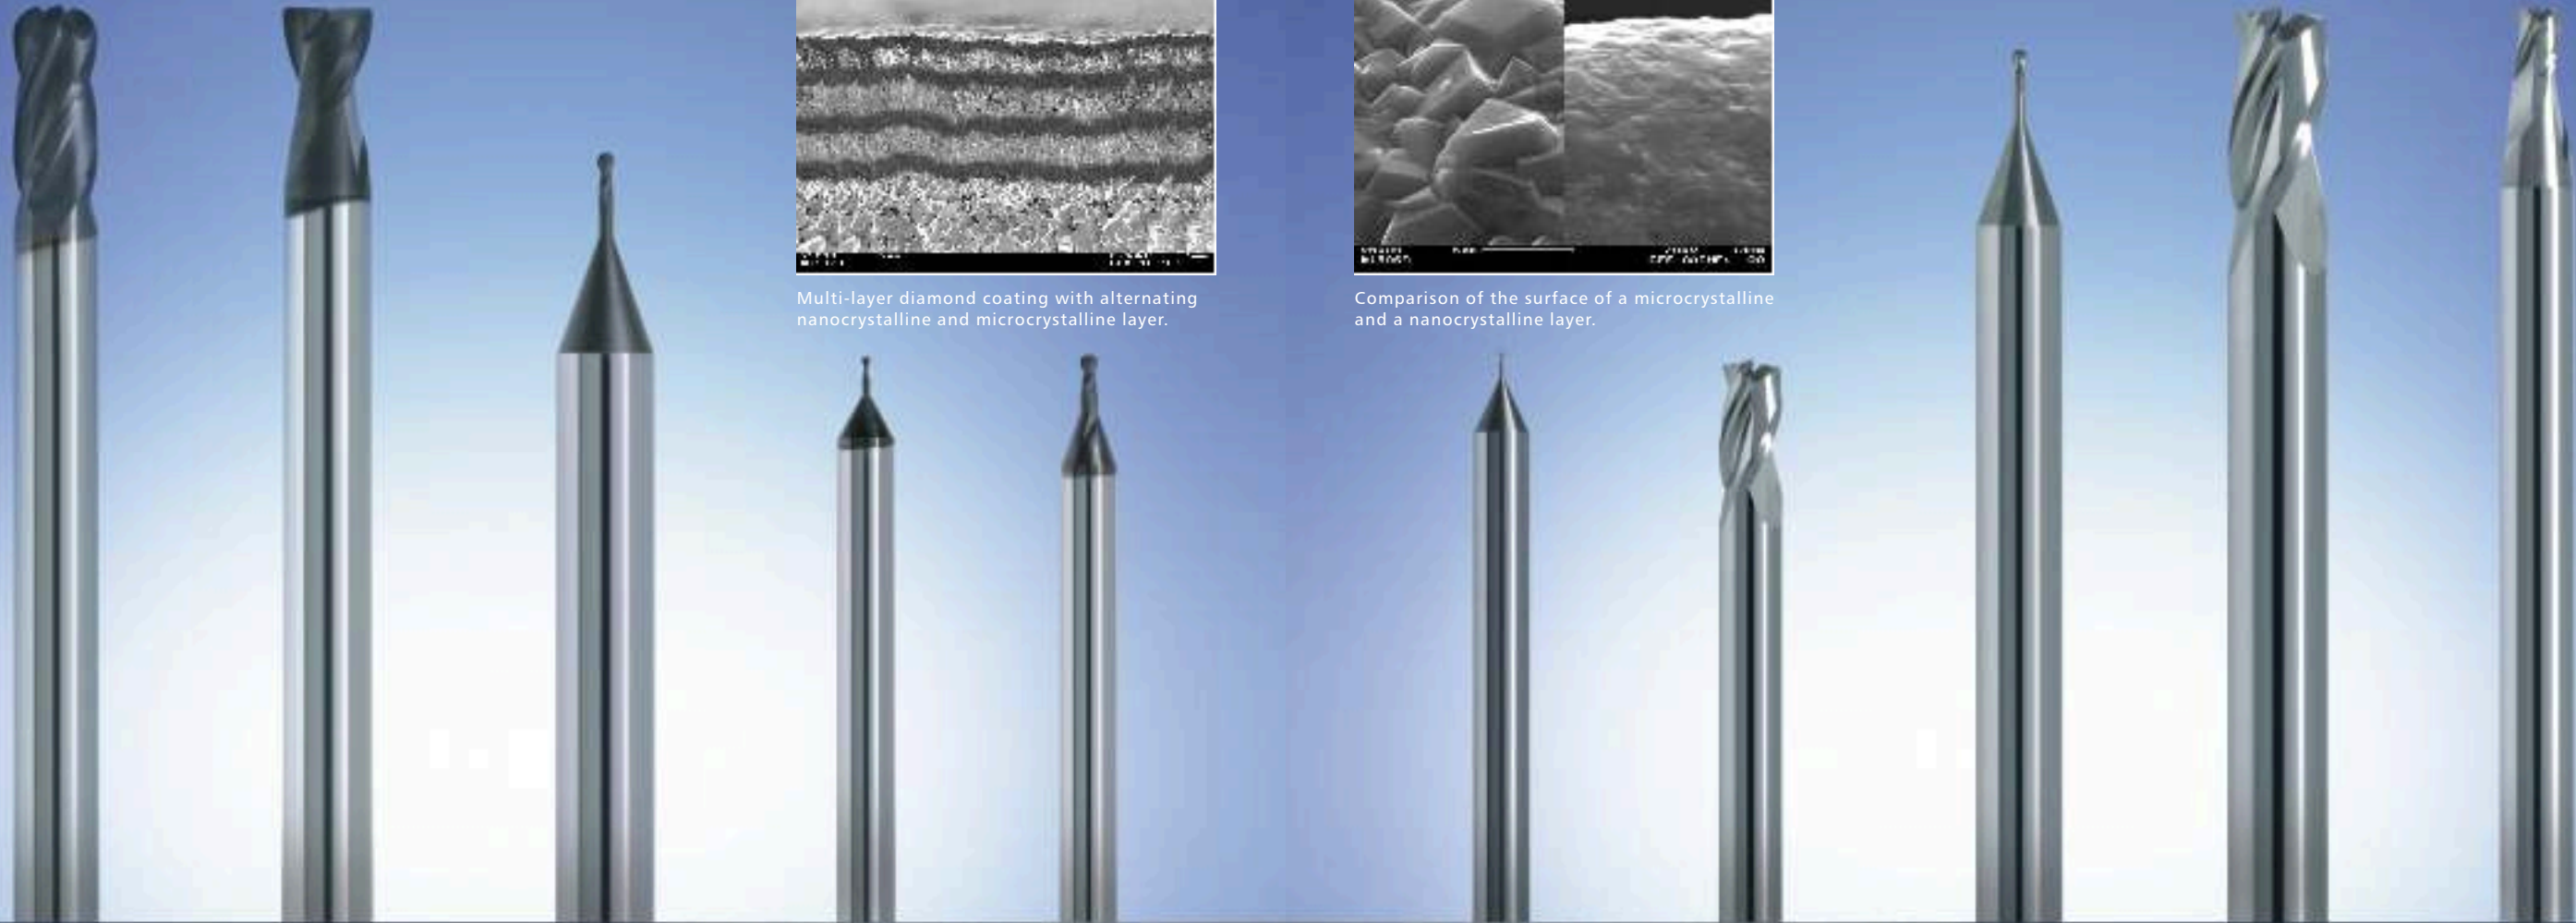 Multi-layer diamond coating with alternating
nanocrystalline and microcrystalline layer.
Comparison of the surface of a microcrystalline
and a nanocrystalline layer.